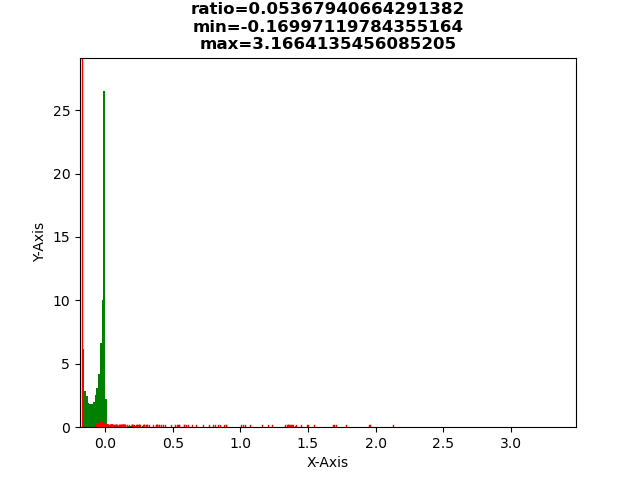 ratio=0.05367940664291382
min=-0.16997119784355164
max=3.1664135456085205
25
20
15
10
5
0
Y-Axis
0.0 0.5 1.0 1.5 2.0 2.5 3.0
X-Axis